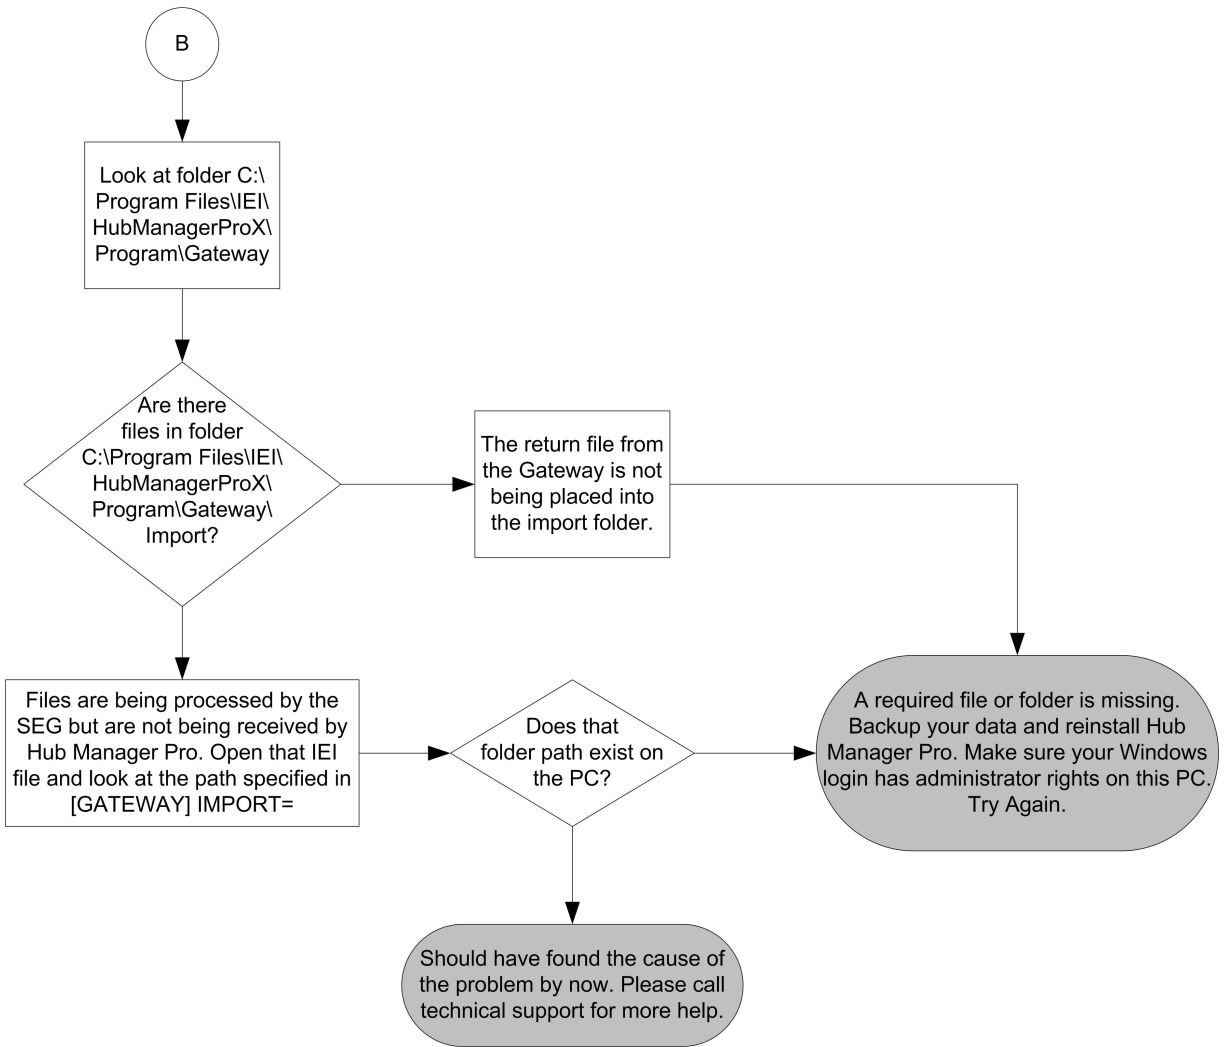 B
Look at folder C:\
Program Files\IEI\
HubManagerProX\
Program\Gateway
Are there
files in folder
C:\Program Files\IEI\
HubManagerProX\
Program\Gateway\
Import?
The return file from
the Gateway is not
being placed into
the import folder.
Files are being processed by the
SEG but are not being received by
Hub Manager Pro. Open that IEI
file and look at the path specified in
[GATEWAY] IMPORT=
Does that
folder path exist on
the PC?
A required file or folder is missing.
Backup your data and reinstall Hub
Manager Pro. Make sure your Windows
login has administrator rights on this PC.
Try Again.
Should have found the cause of
the problem by now. Please call
technical support for more help.